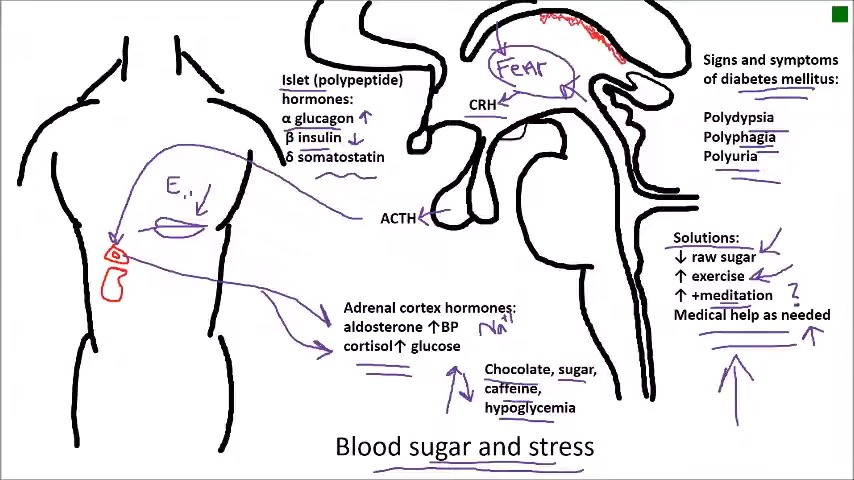 Islet (polypeptide)
hormones:
α glucagon ↑
β insulin ↓
δ somatostatin
Fear
CRH
Signs and symptoms
of diabetes mellitus:
Polydypsia
Polyphagia
Polyuria
E..
ACTH
Solutions:
↓ raw sugar
↑ exercise
↑ +meditation ?
Medical help as needed
Adrenal cortex hormones:
aldosterone ↑BP Na+1
cortisol↑ glucose
Chocolate, sugar,
caffeine,
hypoglycemia
Blood sugar and stress